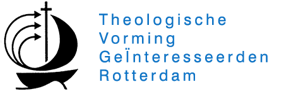 Theologische
Vorming
GeÏnteresseerden
Rotterdam